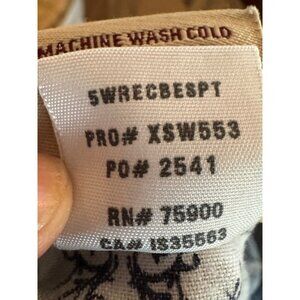 MACHINE WASH COLD
5WRECBESPT
PRO# XSW553
PO# 2541
RN# 75900
CA# IS35563